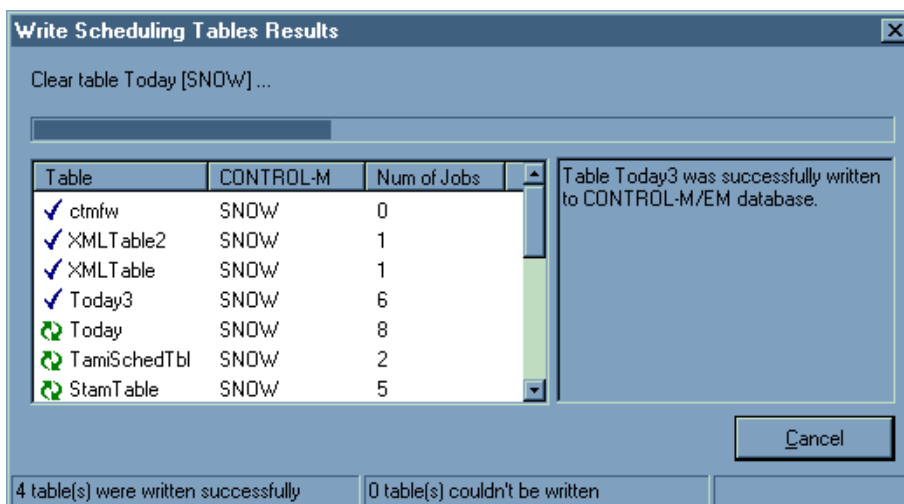 Write Scheduling Tables Results
Clear table Today [SNOW] ...
Table CONTROL-M Num of Jobs
ctmfw SNOW 0
XMLTable2 SNOW 1
XMLTable SNOW 1
Today3 SNOW 6
Today SNOW 8
TamiSchedTbl SNOW 2
StamTable SNOW 5
Table Today3 was successfully written
to CONTROL-M/EM database.
Cancel
4 table(s) were written successfully 0 table(s) couldn't be written